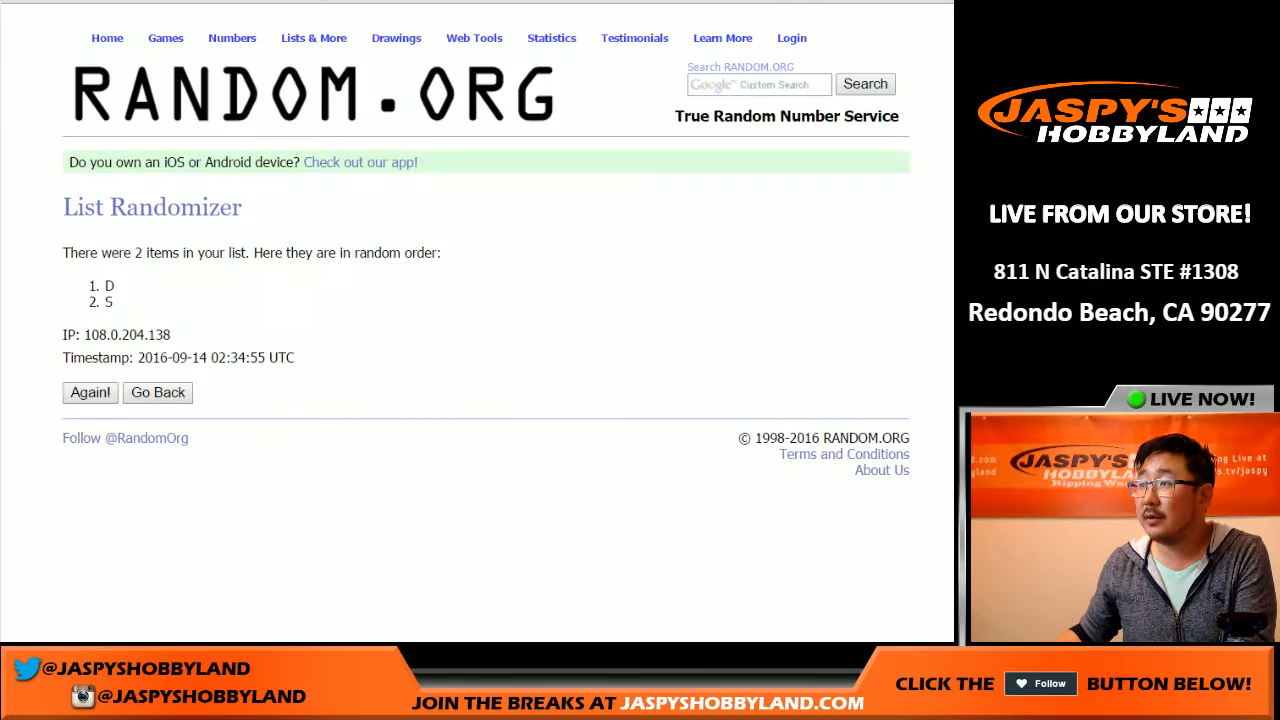 Home Games Numbers Lists & More Drawings Web Tools Statistics Testimonials Learn More Login
RANDOM.ORG
Search RANDOM.ORG
Google™ Custom Search Search
True Random Number Service
Do you own an iOS or Android device? Check out our app!
List Randomizer
There were 2 items in your list. Here they are in random order:
1. D
2. S
IP: 108.0.204.138
Timestamp: 2016-09-14 02:34:55 UTC
Again! Go Back
Follow @RandomOrg
© 1998-2016 RANDOM.ORG
Terms and Conditions
About Us
JASPY'S
HOBBYLAND
LIVE FROM OUR STORE!
811 N Catalina STE #1308
Redondo Beach, CA 90277
LIVE NOW!
JASPY'S
Ripping Live at
@JASPYSHOBBYLAND
@JASPYSHOBBYLAND
JOIN THE BREAKS AT JASPYSHOBBYLAND.COM
CLICK THE Follow BUTTON BELOW!